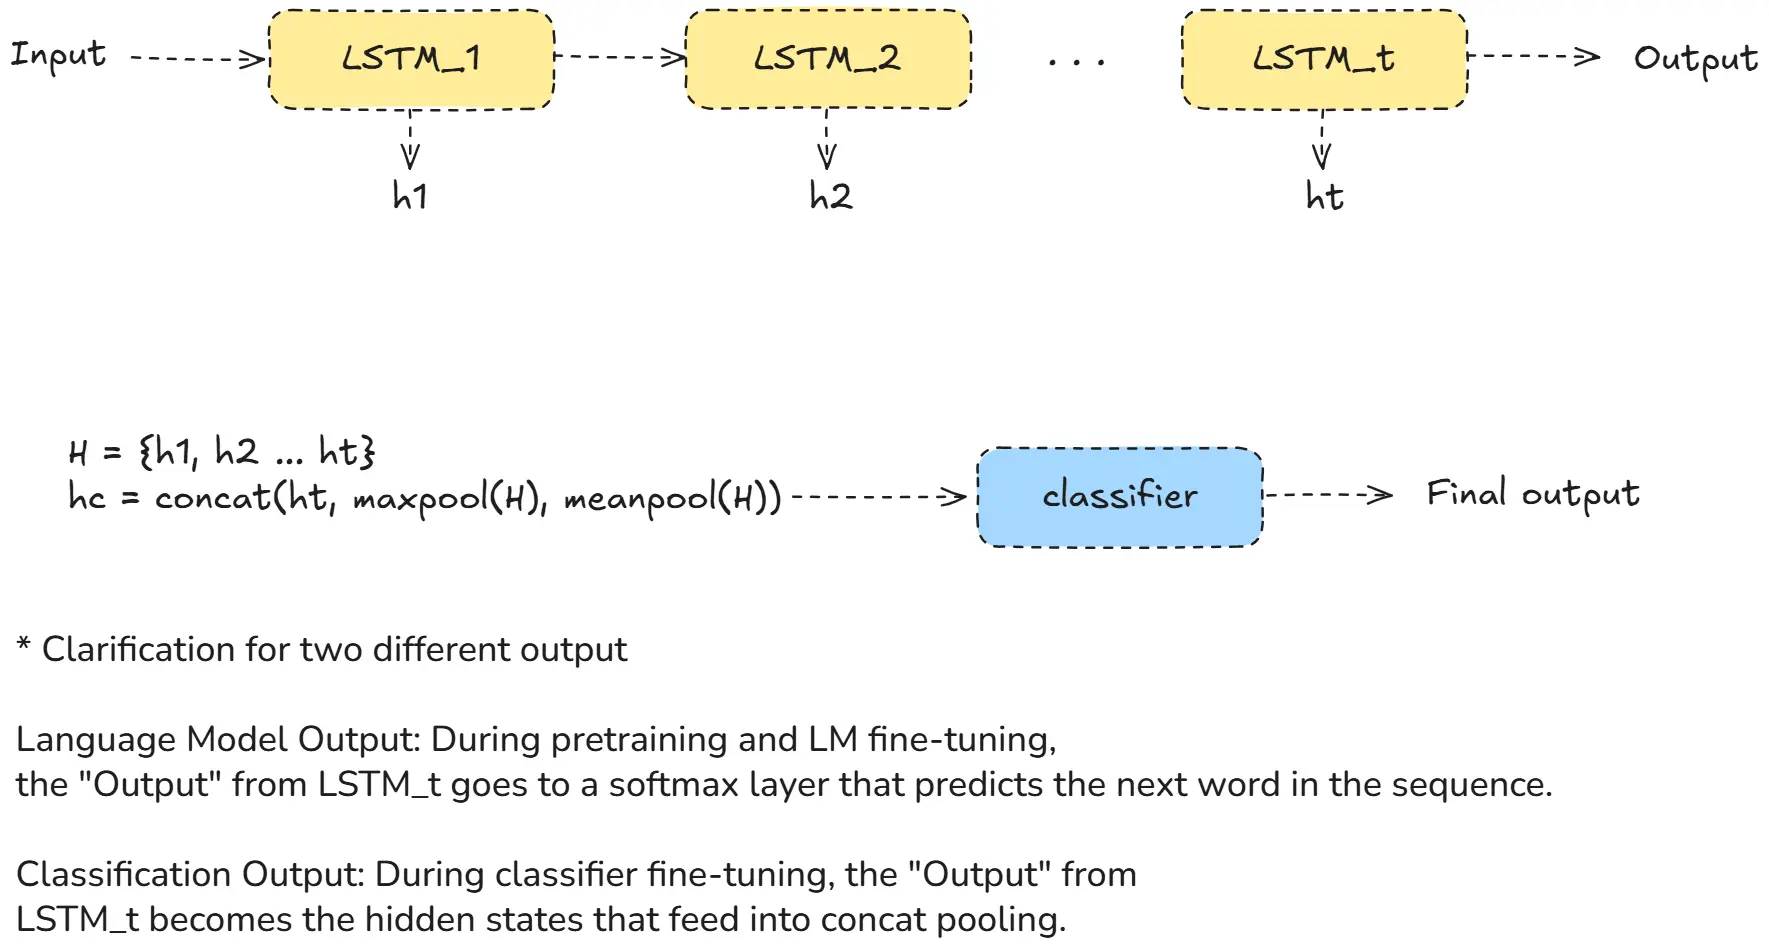 Input
LSTM_1
LSTM_2
...
LSTM_t
Output
h1
h2
ht
H = {h1, h2 ... ht}
hc = concat(ht, maxpool(H), meanpool(H))
classifier
Final output
* Clarification for two different output
Language Model Output: During pretraining and LM fine-tuning,
the "Output" from LSTM_t goes to a softmax layer that predicts the next word in the sequence.
Classification Output: During classifier fine-tuning, the "Output" from
LSTM_t becomes the hidden states that feed into concat pooling.